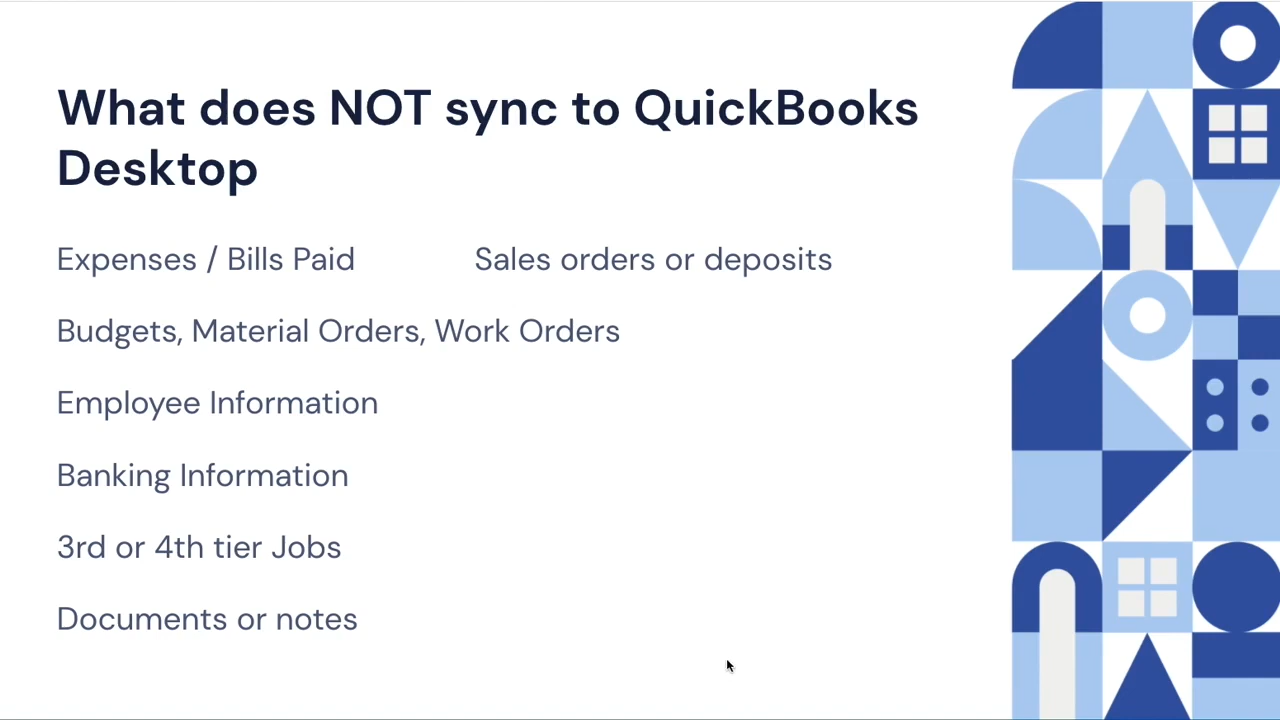 What does NOT sync to QuickBooks
Desktop
Expenses / Bills Paid Sales orders or deposits
Budgets, Material Orders, Work Orders
Employee Information
Banking Information
3rd or 4th tier Jobs
Documents or notes